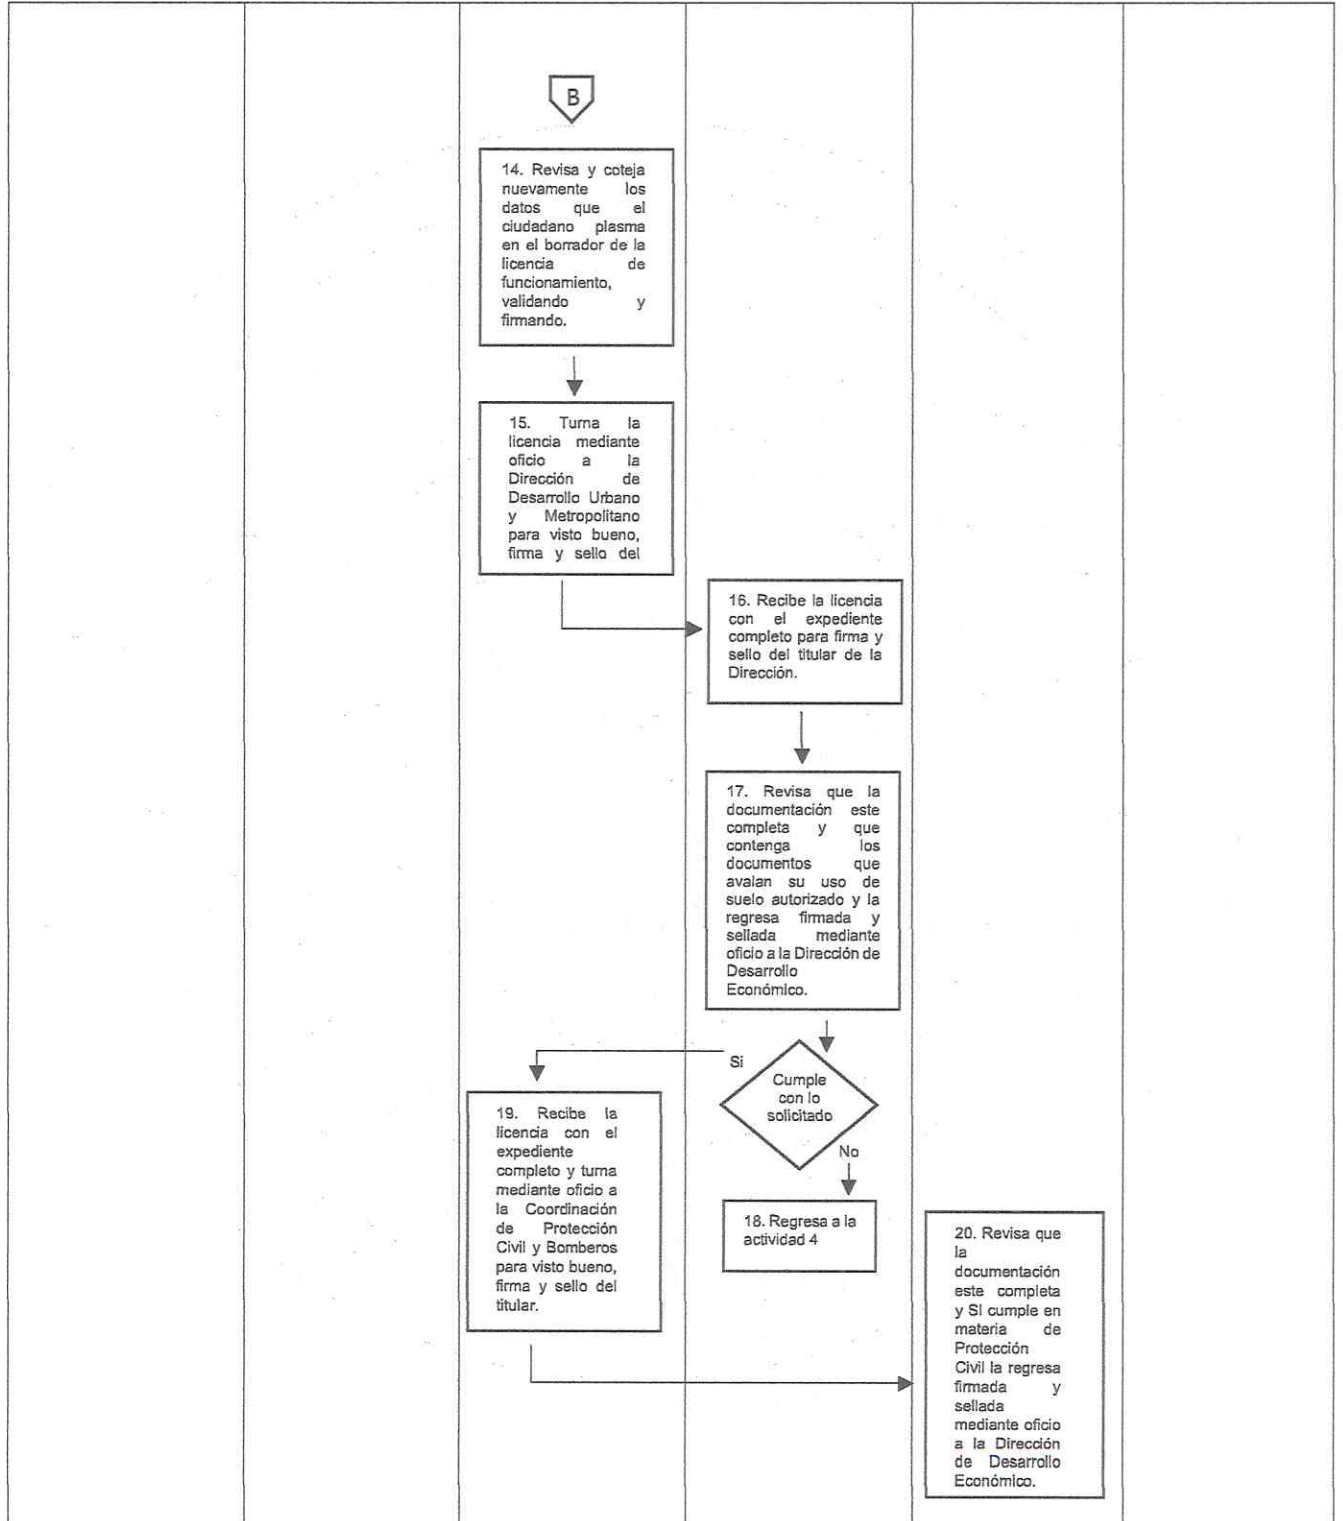 B
14. Revisa y coteja
nuevamente los
datos que el
ciudadano plasma
en el borrador de la
licencia de
funcionamiento,
validando y
firmando.
15. Turna la
licencia mediante
oficio a la
Dirección de
Desarrollo Urbano
y Metropolitano
para visto bueno,
firma y sello del
16. Recibe la licencia
con el expediente
completo para firma y
sello del titular de la
Dirección.
17. Revisa que la
documentación este
completa y que
contenga los
documentos que
avalan su uso de
suelo autorizado y la
regresa firmada y
sellada mediante
oficio a la Dirección de
Desarrollo
Económico.
Si
Cumple
con lo
solicitado
No
18. Regresa a la
actividad 4
19. Recibe la
licencia con el
expediente
completo y turna
mediante oficio a
la Coordinación
de Protección
Civil y Bomberos
para visto bueno,
firma y sello del
titular.
20. Revisa que
la
documentación
este completa
y SI cumple en
materia de
Protección
Civil la regresa
firmada y
sellada
mediante oficio
a la Dirección
de Desarrollo
Económico.